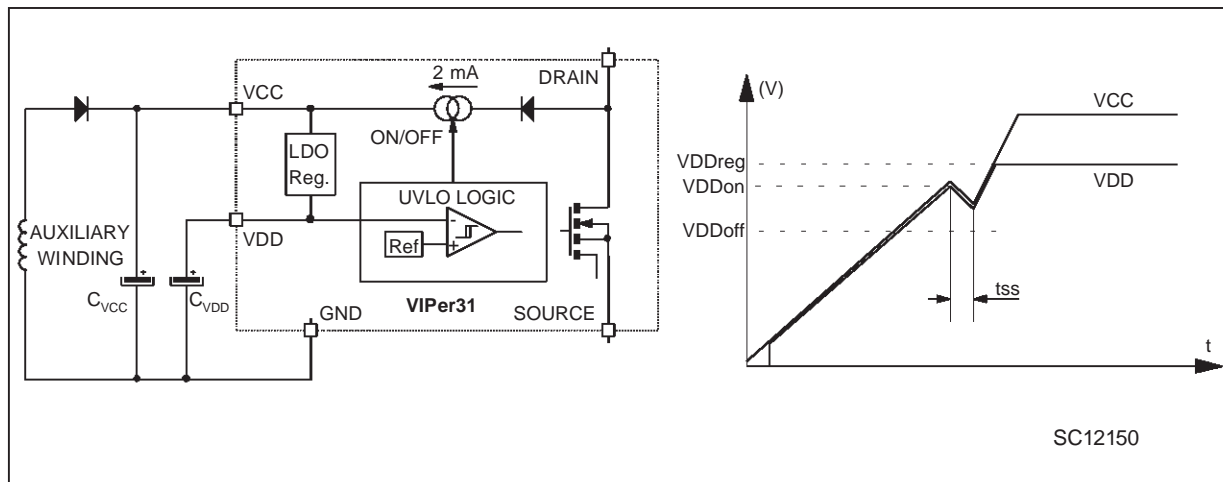 2 mA
DRAIN
VCC
ON/OFF
LDO
Reg.
UVLO LOGIC
-
Ref
+
VDD
AUXILIARY
WINDING
+
+
CVCC
CVDD
VIPer31
GND
SOURCE
(V)
VCC
VDDreg
VDDon
VDD
VDDoff
tss
t
SC12150